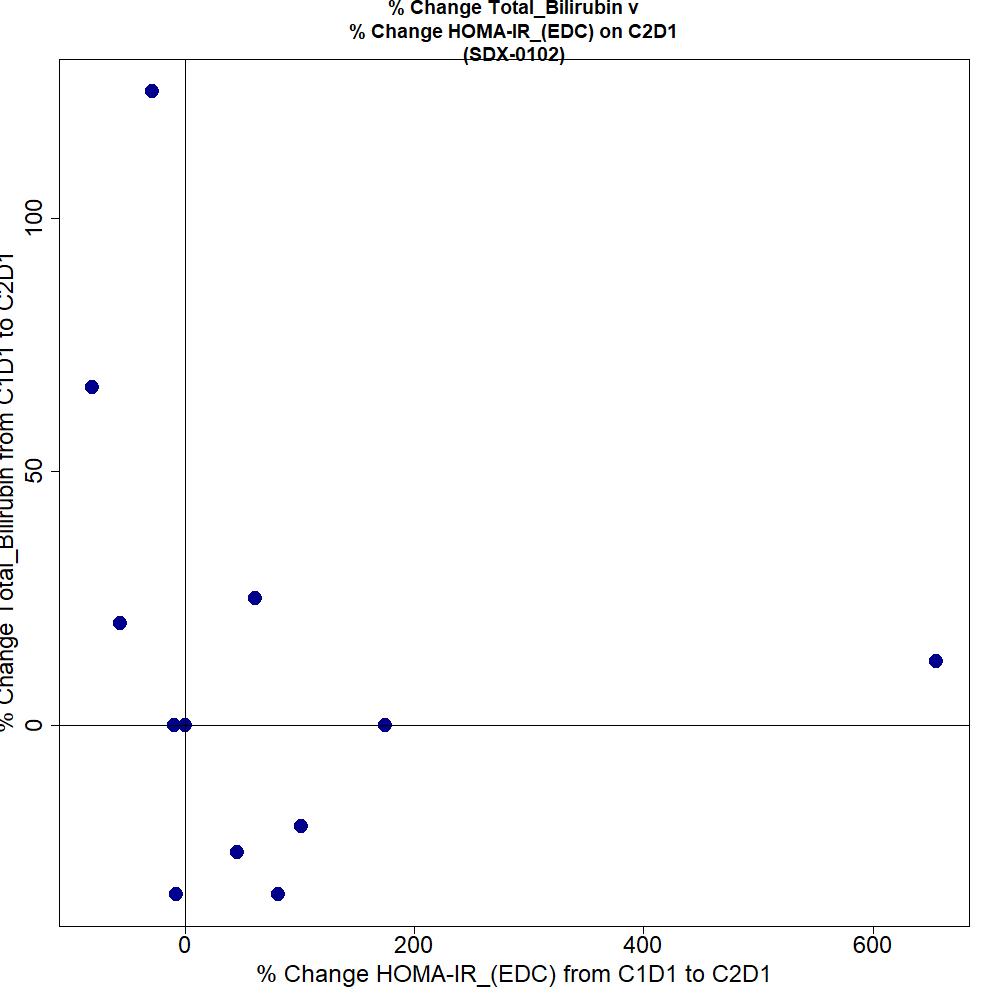 % Change Total_Bilirubin v
% Change HOMA-IR_(EDC) on C2D1
(SDX-0102)
% Change Total_Bilirubin from C1D1 to C2D1
100
50
0
0
200
400
600
% Change HOMA-IR_(EDC) from C1D1 to C2D1